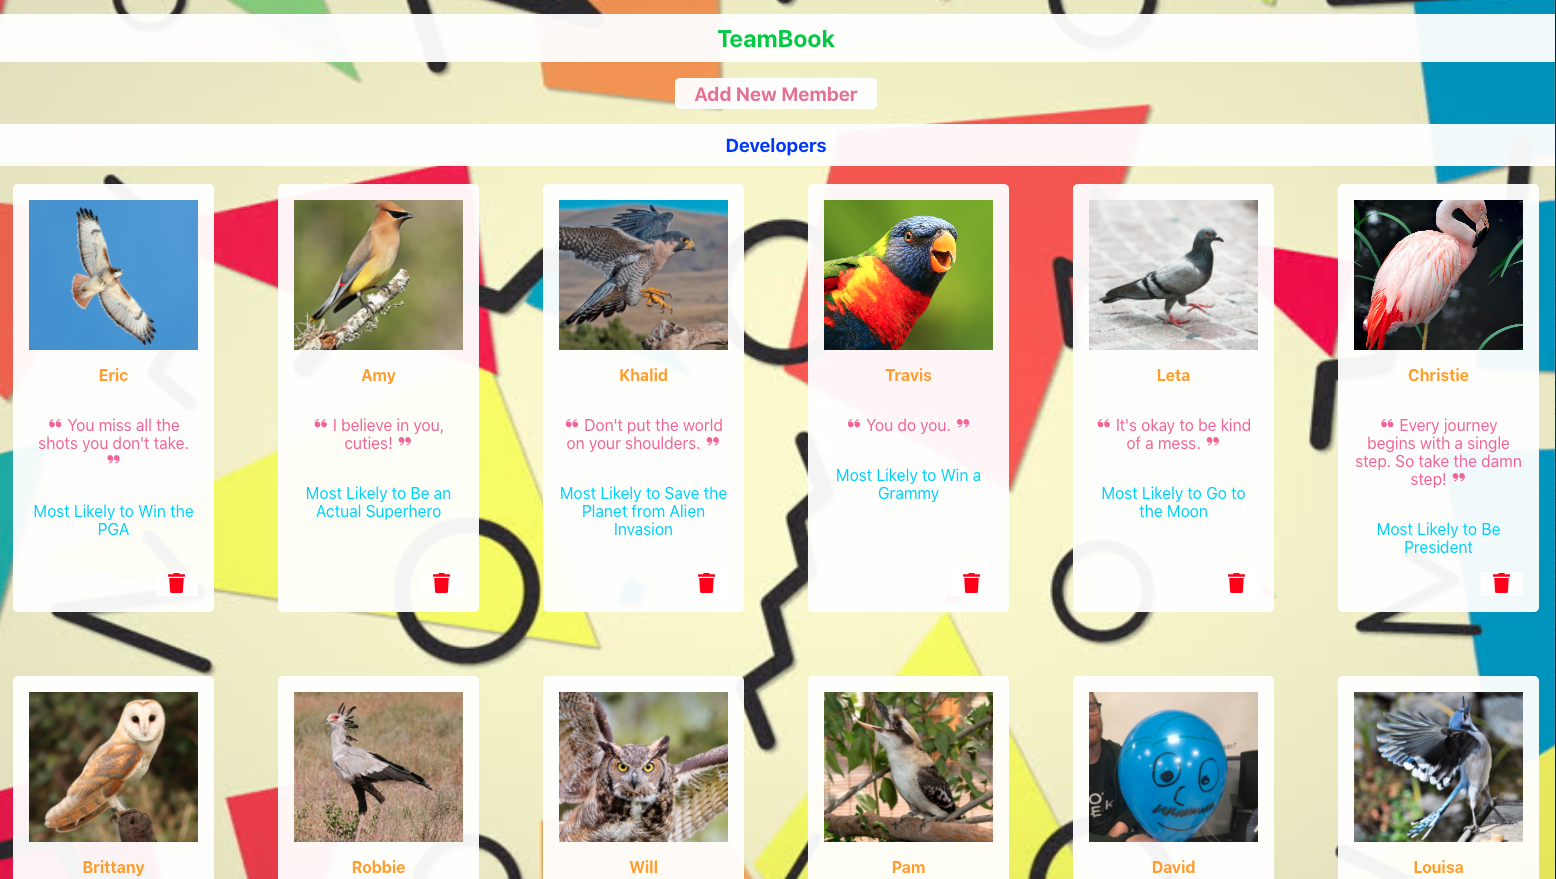 TeamBook
Add New Member
Developers
Eric
❝ You miss all the
shots you don't take.
❞
Most Likely to Win the
PGA
Amy
❝ I believe in you,
cuties! ❞
Most Likely to Be an
Actual Superhero
Khalid
❝ Don't put the world
on your shoulders. ❞
Most Likely to Save the
Planet from Alien
Invasion
Travis
❝ You do you. ❞
Most Likely to Win a
Grammy
Leta
❝ It's okay to be kind
of a mess. ❞
Most Likely to Go to
the Moon
Christie
❝ Every journey
begins with a single
step. So take the damn
step! ❞
Most Likely to Be
President
Brittany
Robbie
Will
Pam
David
Louisa